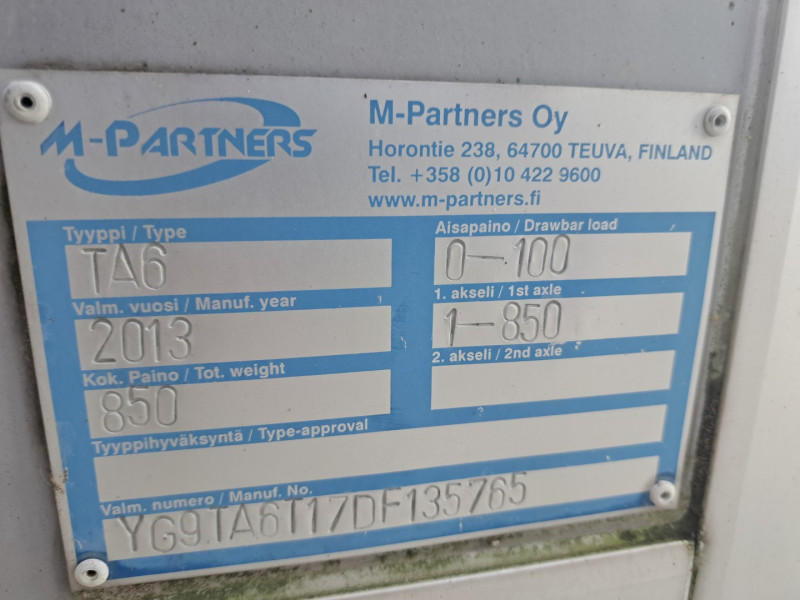 M-PARTNERS
M-Partners Oy
Horontie 238, 64700 TEUVA, FINLAND
Tel. +358 (0)10 422 9600
www.m-partners.fi
Tyyppi / Type
TA6
Valm. vuosi / Manuf. year
2013
Kok. Paino / Tot. weight
850
Aisapaino / Drawbar load
0-100
1. akseli / 1st axle
1-850
2. akseli / 2nd axle
Tyyppihyväksyntä / Type-approval
Valm. numero / Manuf. No.
YG9TA6T17DF135765